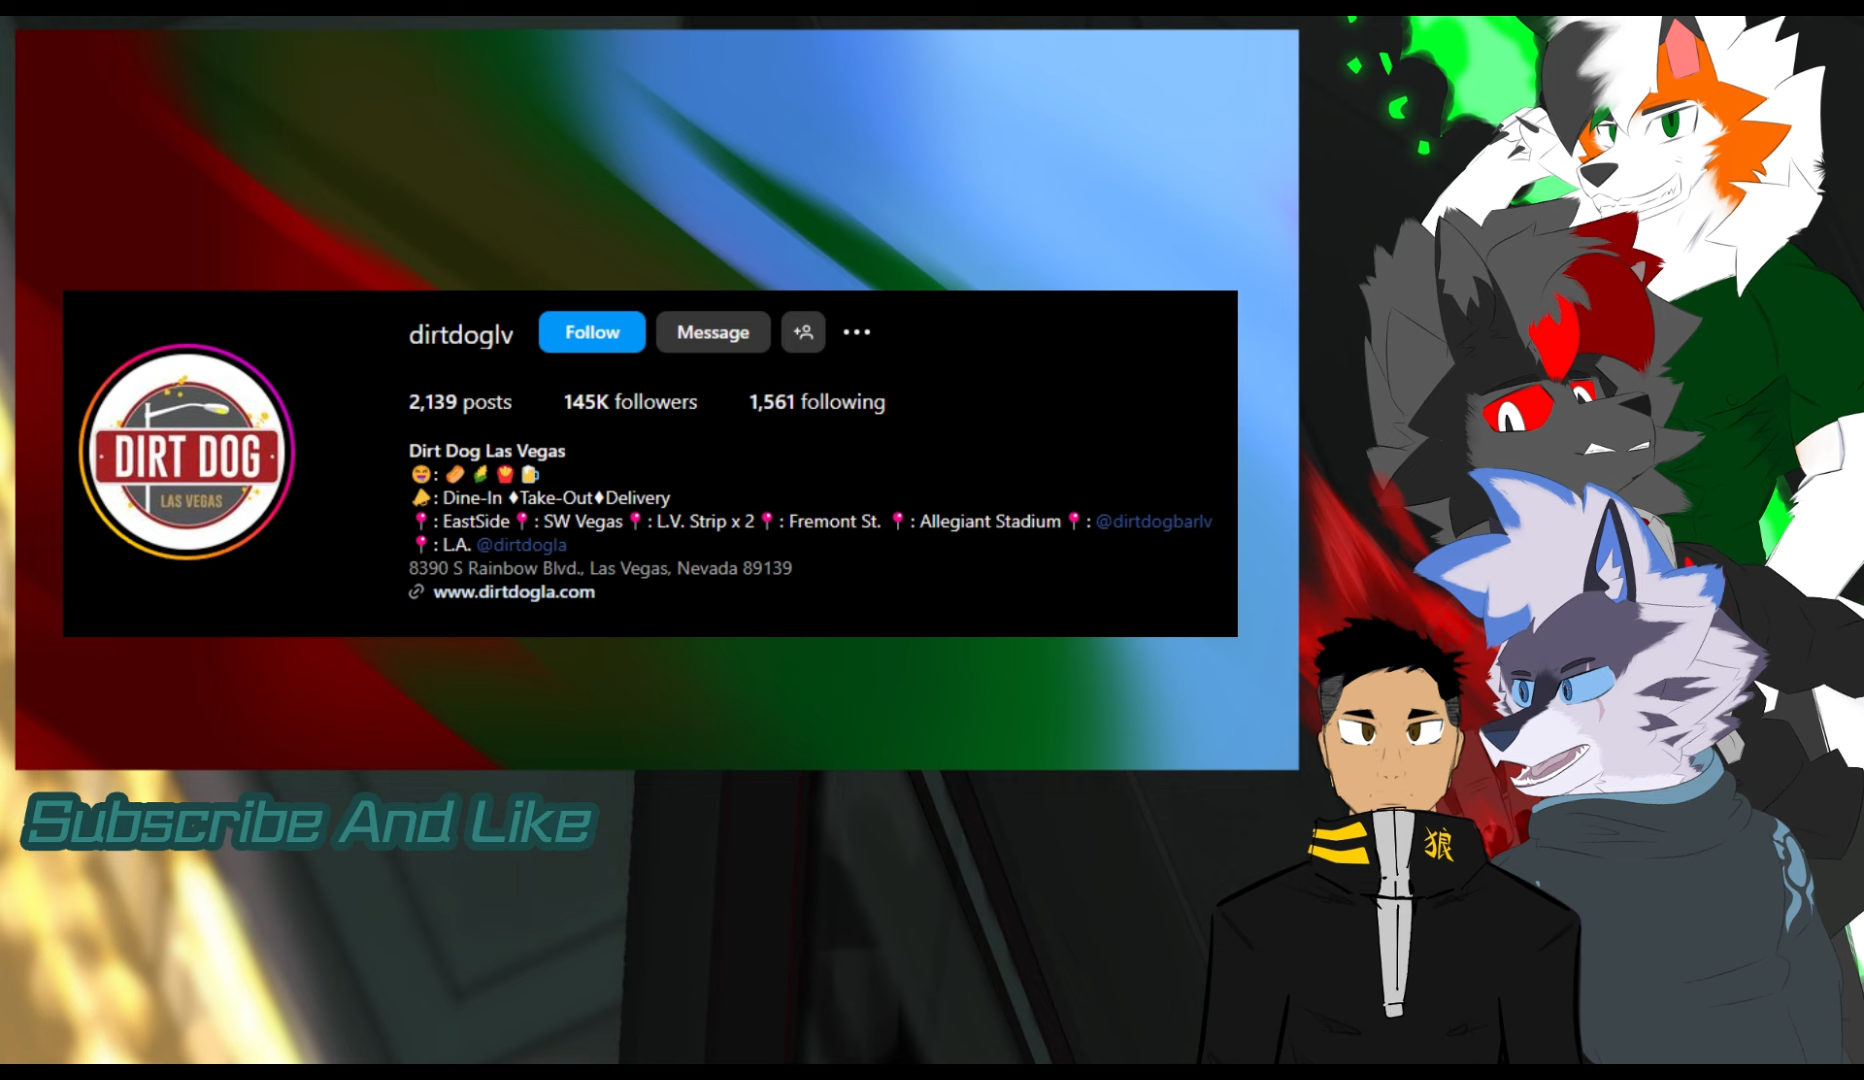 dirtdoglv Follow Message
2,139 posts 145K followers 1,561 following
DIRT DOG
LAS VEGAS
Dirt Dog Las Vegas
😆: 🌭 🌽 🍟 🍺
📣: Dine-In ♦Take-Out♦Delivery
📍: EastSide 📍: SW Vegas 📍: L.V. Strip x 2 📍: Fremont St. 📍: Allegiant Stadium 📍: @dirtdogbarlv
📍: L.A. @dirtdogla
8390 S Rainbow Blvd., Las Vegas, Nevada 89139
www.dirtdogla.com
Subscribe And Like
狼